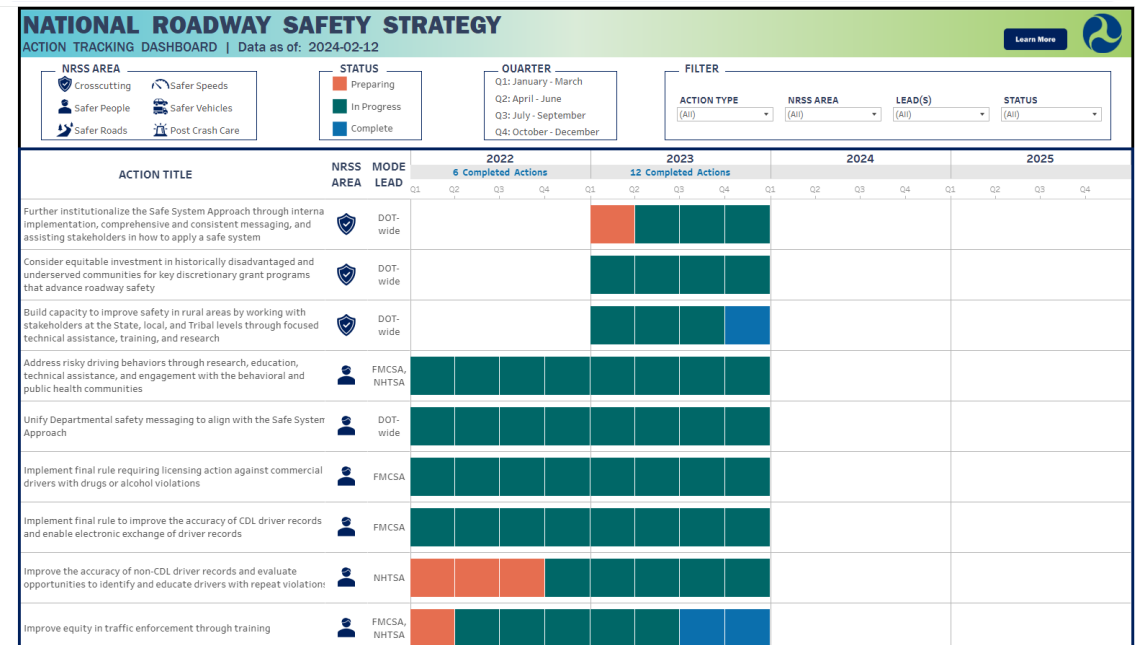 NATIONAL ROADWAY SAFETY STRATEGY
ACTION TRACKING DASHBOARD | Data as of: 2024-02-12
Learn More
NRSS AREA
Crosscutting
Safer Speeds
Safer People
Safer Vehicles
Safer Roads
Post Crash Care
STATUS
Preparing
In Progress
Complete
QUARTER
Q1: January - March
Q2: April - June
Q3: July - September
Q4: October - December
FILTER
ACTION TYPE
(All)
NRSS AREA
(All)
LEAD(S)
(All)
STATUS
(All)
ACTION TITLE
NRSS
AREA
MODE
LEAD
2022
6 Completed Actions
2023
12 Completed Actions
2024
2025
Q1 Q2 Q3 Q4 Q1 Q2 Q3 Q4 Q1 Q2 Q3 Q4 Q1 Q2 Q3 Q4
Further institutionalize the Safe System Approach through interna
implementation, comprehensive and consistent messaging, and
assisting stakeholders in how to apply a safe system
DOT-
wide
Consider equitable investment in historically disadvantaged and
underserved communities for key discretionary grant programs
that advance roadway safety
DOT-
wide
Build capacity to improve safety in rural areas by working with
stakeholders at the State, local, and Tribal levels through focused
technical assistance, training, and research
DOT-
wide
Address risky driving behaviors through research, education,
technical assistance, and engagement with the behavioral and
public health communities
FMCSA,
NHTSA
Unify Departmental safety messaging to align with the Safe System
Approach
DOT-
wide
Implement final rule requiring licensing action against commercial
drivers with drugs or alcohol violations
FMCSA
Implement final rule to improve the accuracy of CDL driver records
and enable electronic exchange of driver records
FMCSA
Improve the accuracy of non-CDL driver records and evaluate
opportunities to identify and educate drivers with repeat violations
NHTSA
Improve equity in traffic enforcement through training
FMCSA,
NHTSA